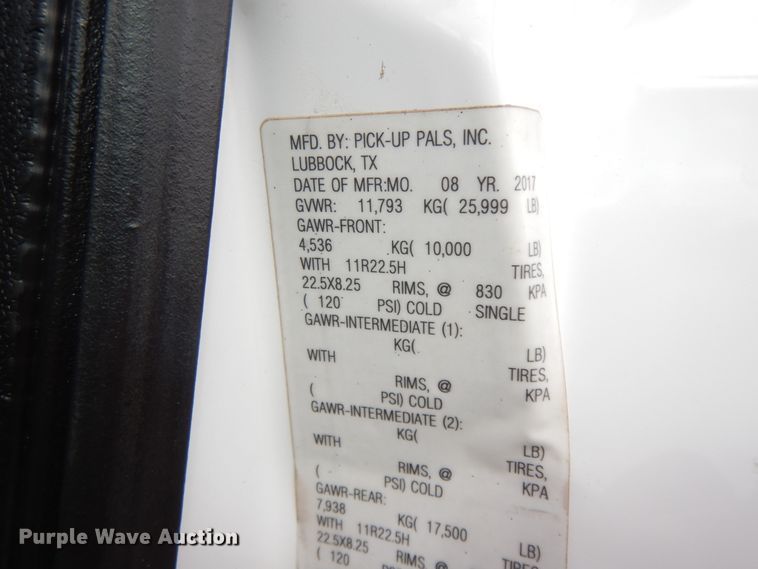 MFD. BY: PICK-UP PALS, INC.
LUBBOCK, TX
DATE OF MFR:MO. 08 YR. 2017
GVWR: 11,793 KG( 25,999 LB)
GAWR-FRONT:
4,536 KG( 10,000 LB)
WITH 11R22.5H TIRES,
22.5X8.25 RIMS, @ 830 KPA
( 120 PSI) COLD SINGLE
GAWR-INTERMEDIATE (1):
KG( LB)
WITH TIRES,
RIMS, @ KPA
( PSI) COLD
GAWR-INTERMEDIATE (2):
KG( LB)
WITH TIRES,
RIMS, @ KPA
( PSI) COLD
GAWR-REAR:
7,938 KG( 17,500 LB)
WITH 11R22.5H TIRES,
22.5X8.25 RIMS @
( 120
Purple Wave Auction